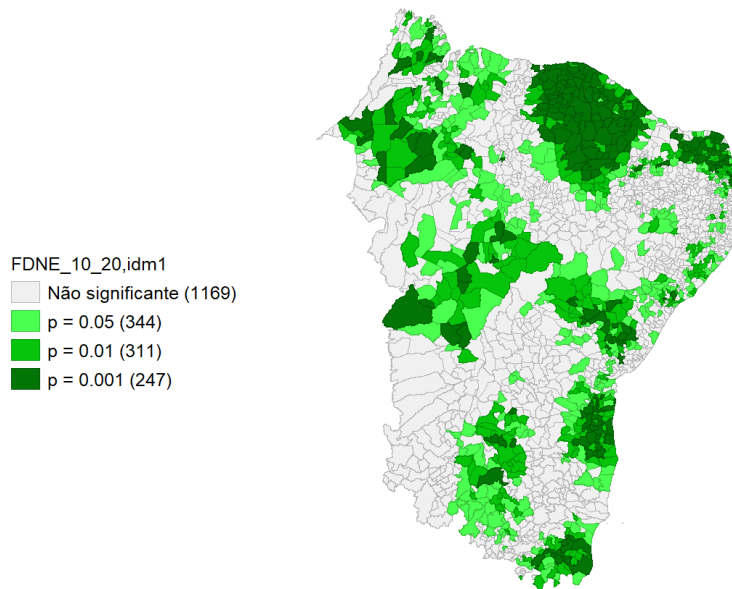 FDNE_10_20,idm1
Não significante (1169)
p = 0.05 (344)
p = 0.01 (311)
p = 0.001 (247)